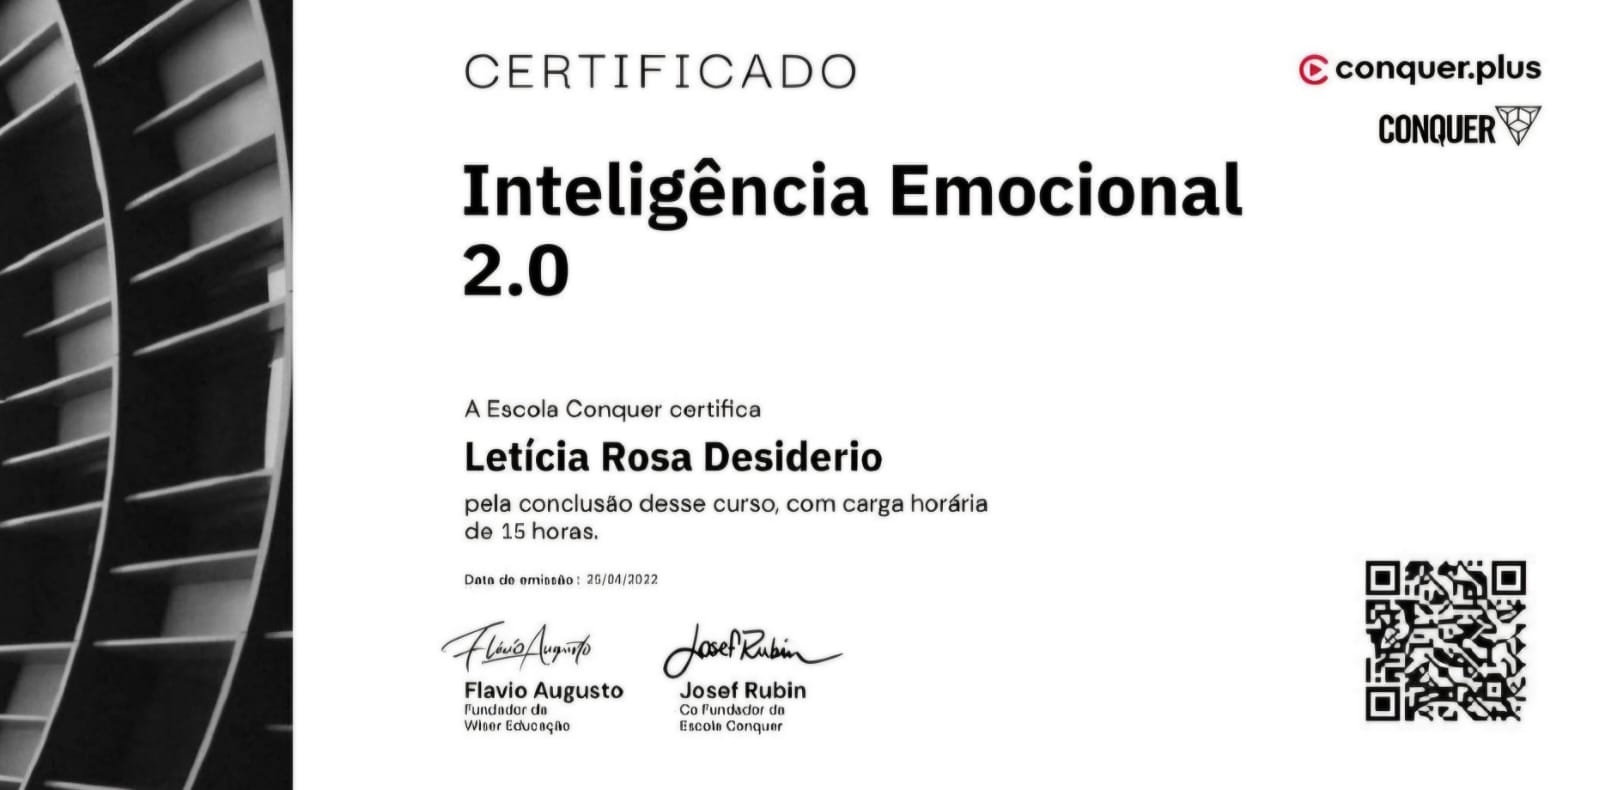 CERTIFICADO
conquer.plus
CONQUER
Inteligência Emocional
2.0
A Escola Conquer certifica
Letícia Rosa Desiderio
pela conclusão desse curso, com carga horária
de 15 horas.
Data de emissão : 26/04/2022
Flávio Augusto
Josef Rubin
Flavio Augusto
Fundador da
Wiser Educação
Josef Rubin
Co Fundador da
Escola Conquer